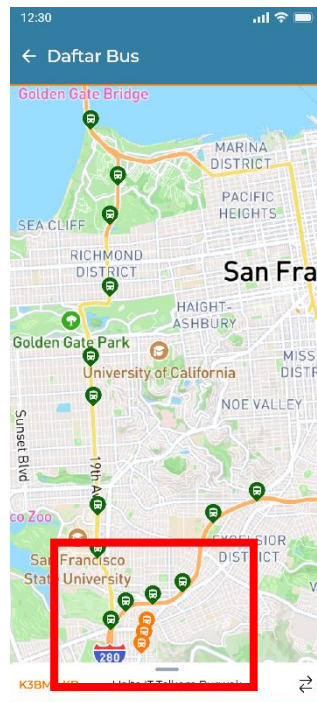 12:30
Daftar Bus
Golden Gate Bridge
MARINA
DISTRICT
PACIFIC
HEIGHTS
SEA CLIFF
RICHMOND
DISTRICT
San Fra
HAIGHT-
ASHBURY
Golden Gate Park
University of California
MISS
DISTR
NOE VALLEY
Sunset Blvd
19th A
co Zoo
EXCELSIOR
DISTRICT
San Francisco
State University
280
K3BM